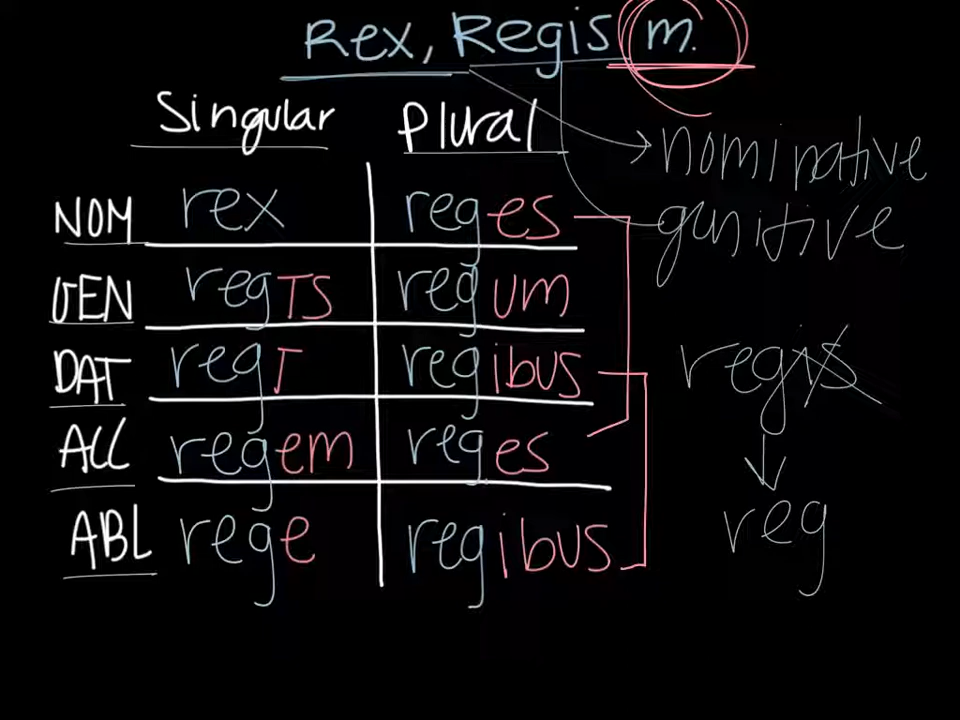 Rex, Regis m.
Singular Plural
nominative
NOM rex reges
genitive
GEN regIS regum
DAT regI regibus
regis
ACC regem reges
reg
ABL rege regibus